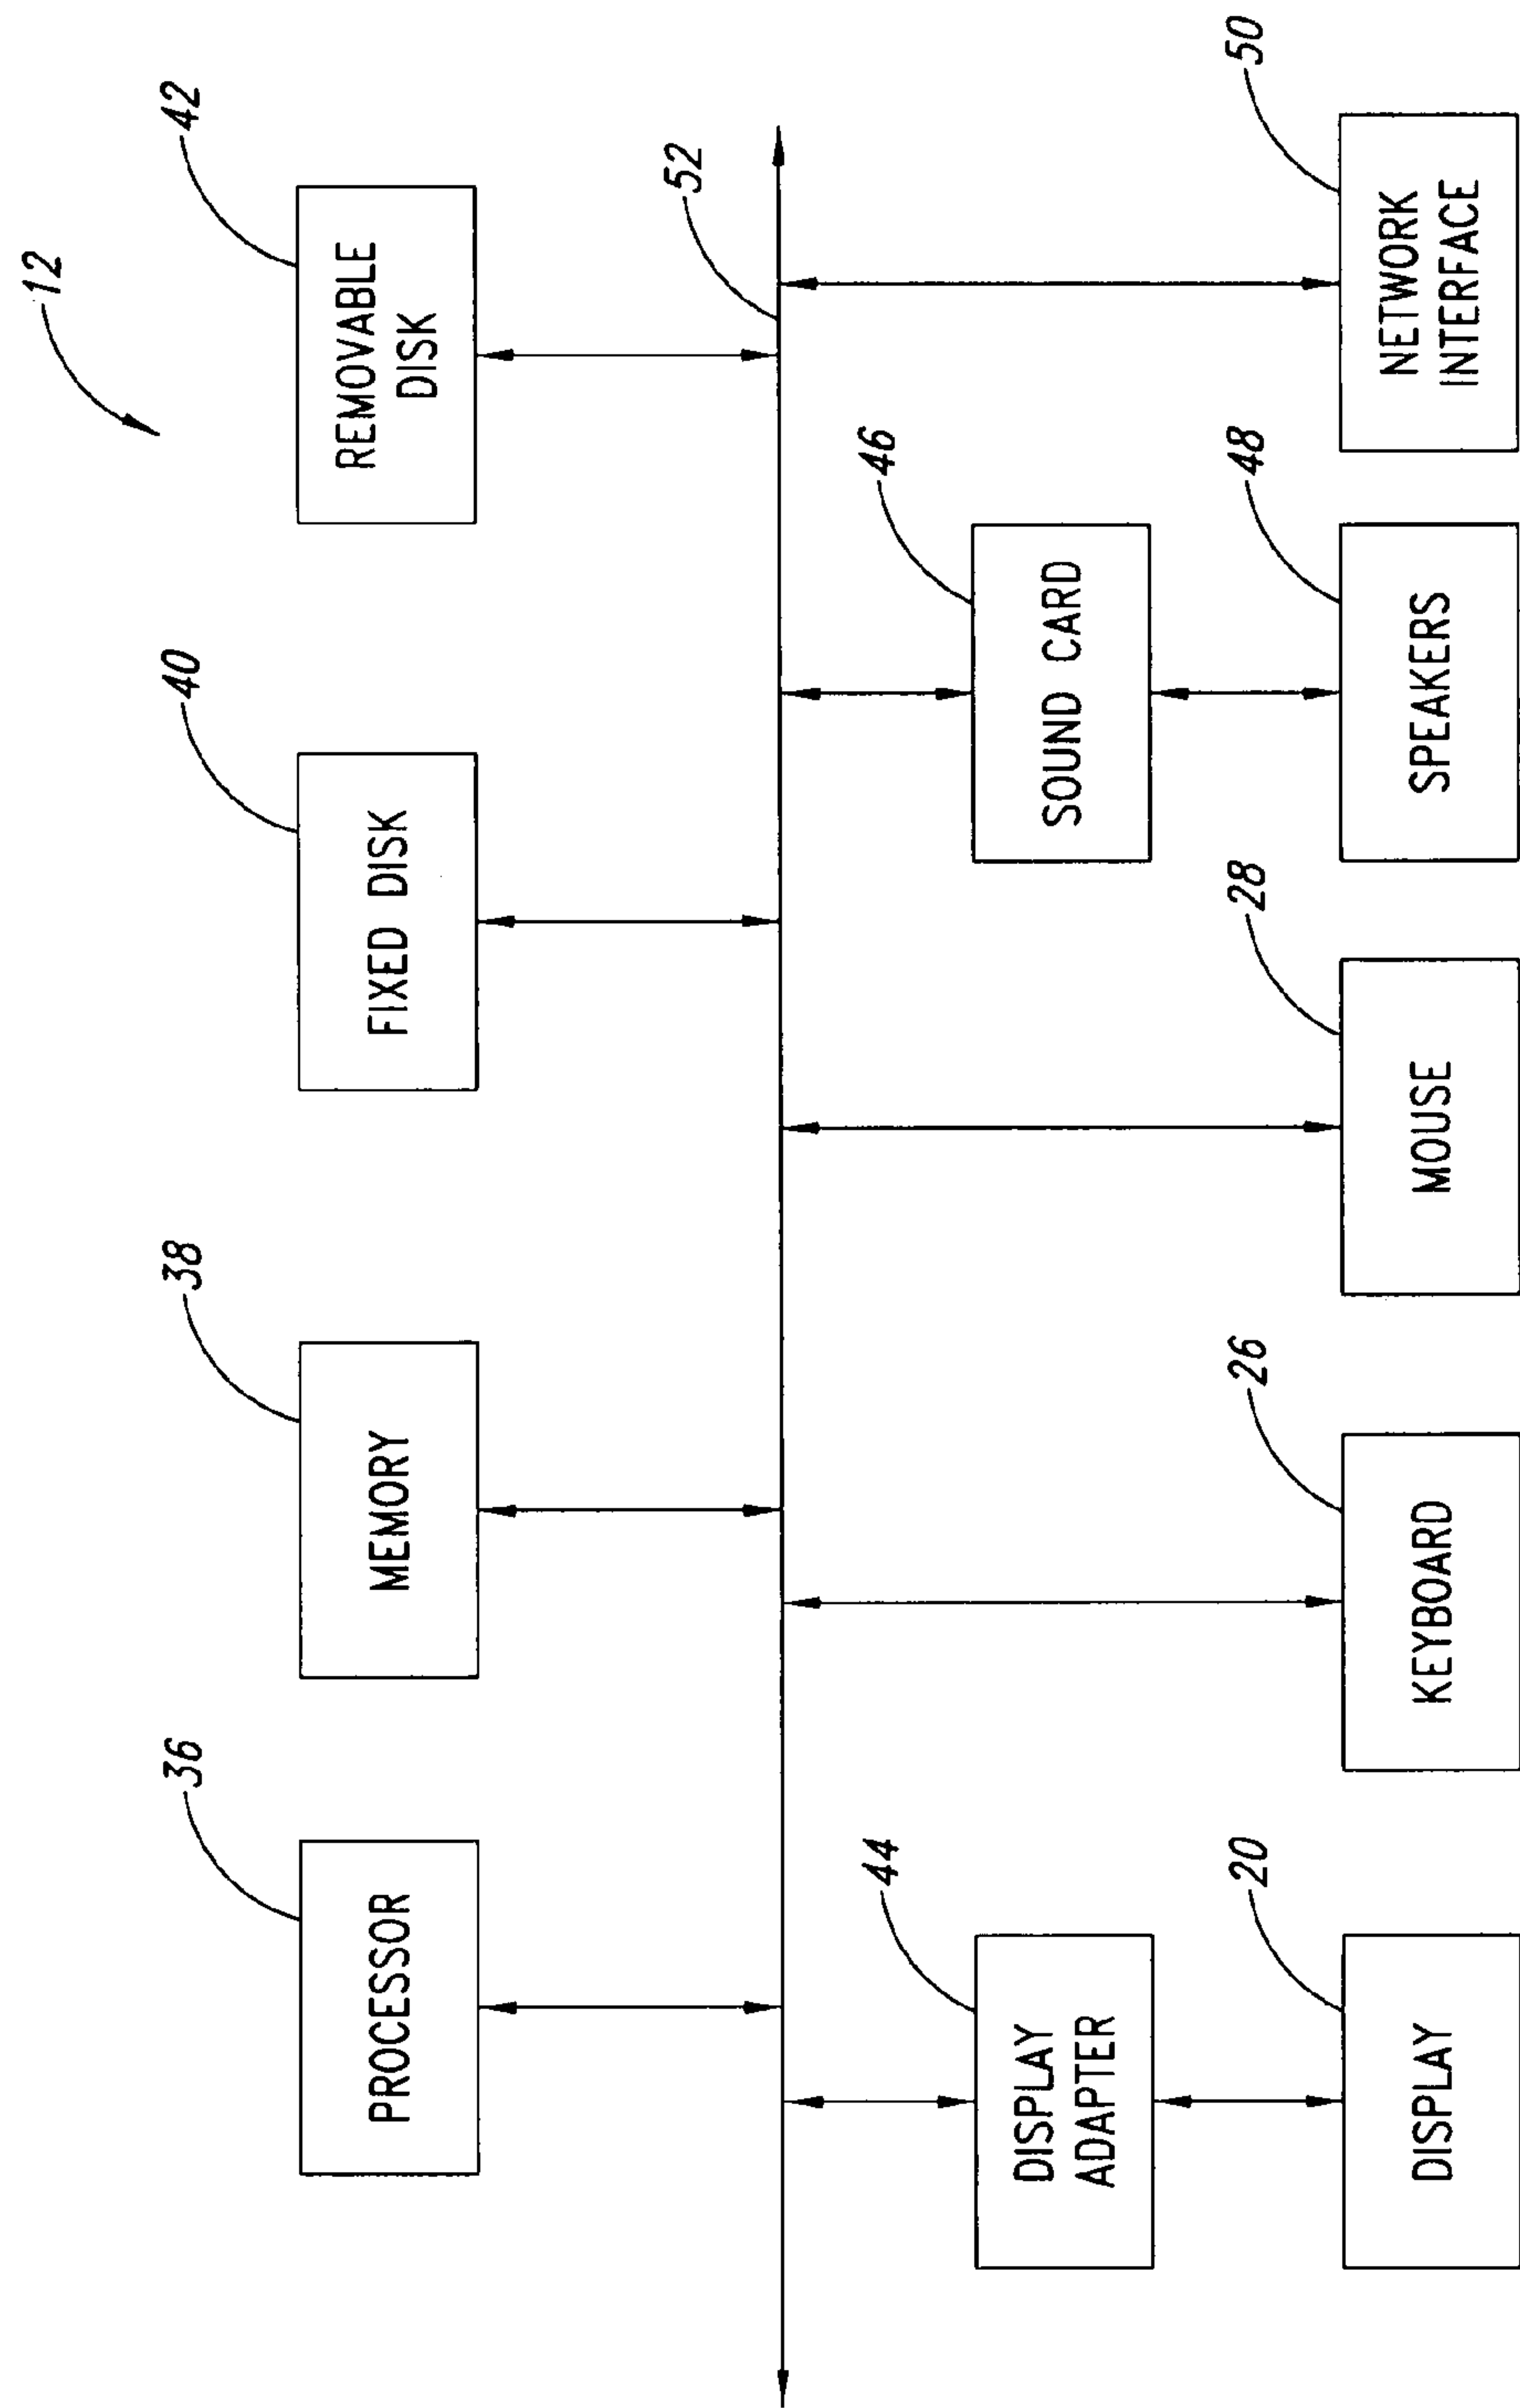 12
36
38
40
42
PROCESSOR
MEMORY
FIXED DISK
REMOVABLE
DISK
52
44
46
DISPLAY
ADAPTER
SOUND CARD
20
26
28
48
50
DISPLAY
KEYBOARD
MOUSE
SPEAKERS
NETWORK
INTERFACE